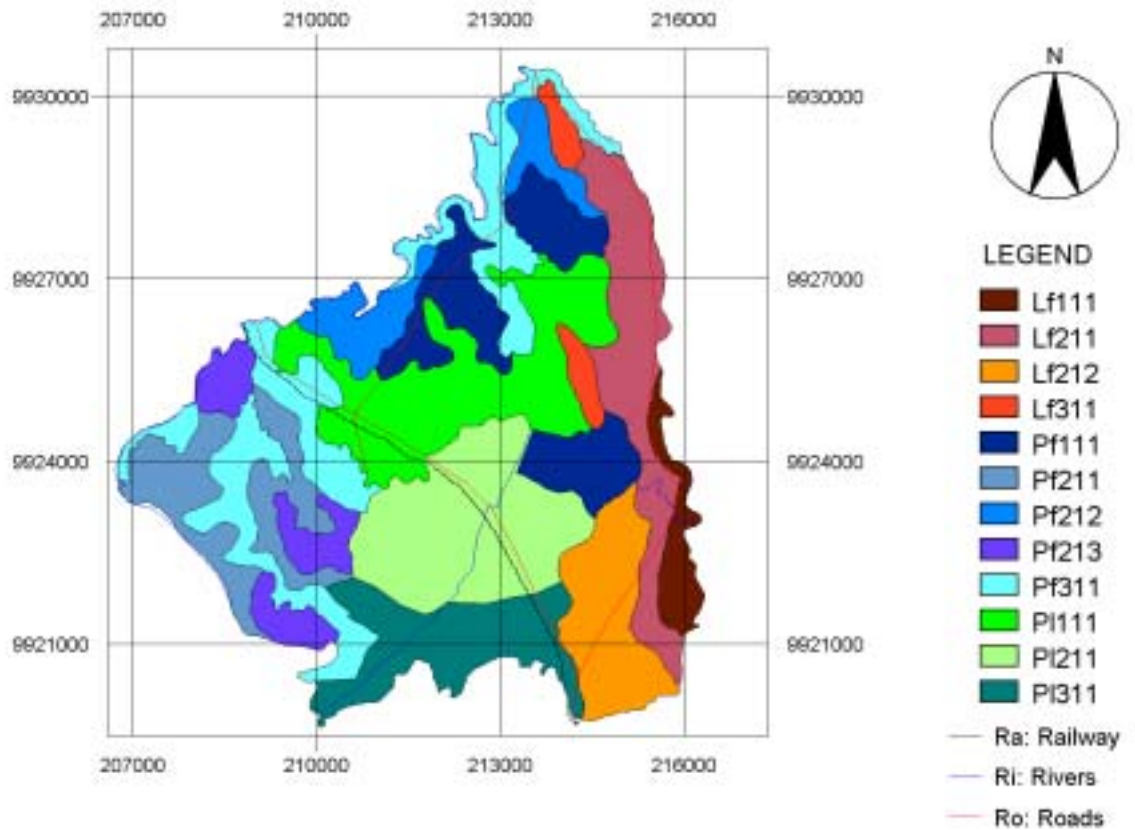 207000 210000 213000 216000
N
9930000 9930000
9927000 9927000
9924000 9924000
9921000 9921000
207000 210000 213000 216000
LEGEND
Lf111
Lf211
Lf212
Lf311
Pf111
Pf211
Pf212
Pf213
Pf311
Pl111
Pl211
Pl311
Ra: Railway
Ri: Rivers
Ro: Roads